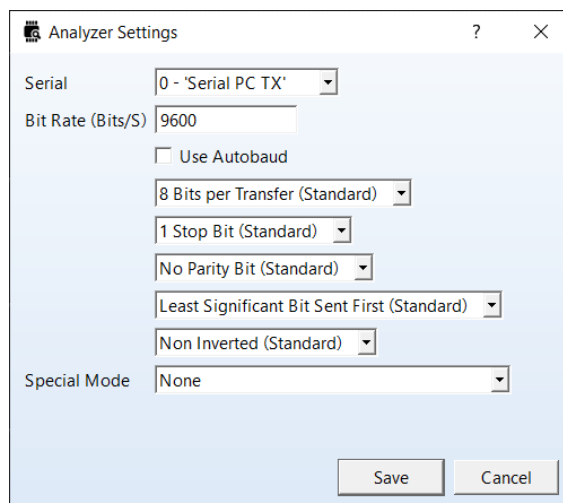 Analyzer Settings ?
Serial 0 - 'Serial PC TX'
Bit Rate (Bits/S) 9600
Use Autobaud
8 Bits per Transfer (Standard)
1 Stop Bit (Standard)
No Parity Bit (Standard)
Least Significant Bit Sent First (Standard)
Non Inverted (Standard)
Special Mode None
Save Cancel